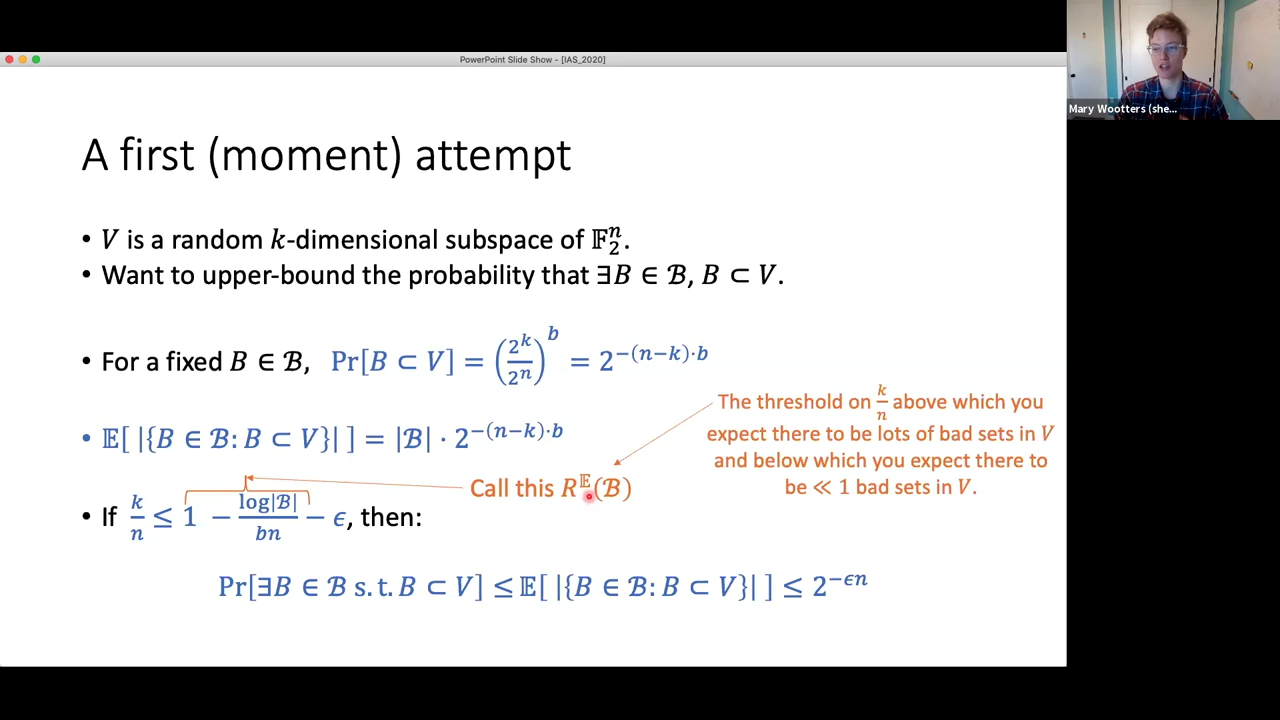 PowerPoint Slide Show - [IAS_2020]
Mary Wootters (she...
A first (moment) attempt
• V is a random k-dimensional subspace of 𝔽₂ⁿ.
• Want to upper-bound the probability that ∃B ∈ ℬ, B ⊂ V.
• For a fixed B ∈ ℬ, Pr[B ⊂ V] = (2^k/2^n)^b = 2^{−(n−k)·b}
The threshold on k/n above which you
expect there to be lots of bad sets in V
and below which you expect there to
be ≪ 1 bad sets in V.
• 𝔼[ |{B ∈ ℬ: B ⊂ V}| ] = |ℬ| · 2^{−(n−k)·b}
Call this R^𝔼(ℬ)
• If k/n ≤ 1 − log|ℬ|/bn − ϵ, then:
Pr[∃B ∈ ℬ s.t. B ⊂ V] ≤ 𝔼[ |{B ∈ ℬ: B ⊂ V}| ] ≤ 2^{−ϵn}